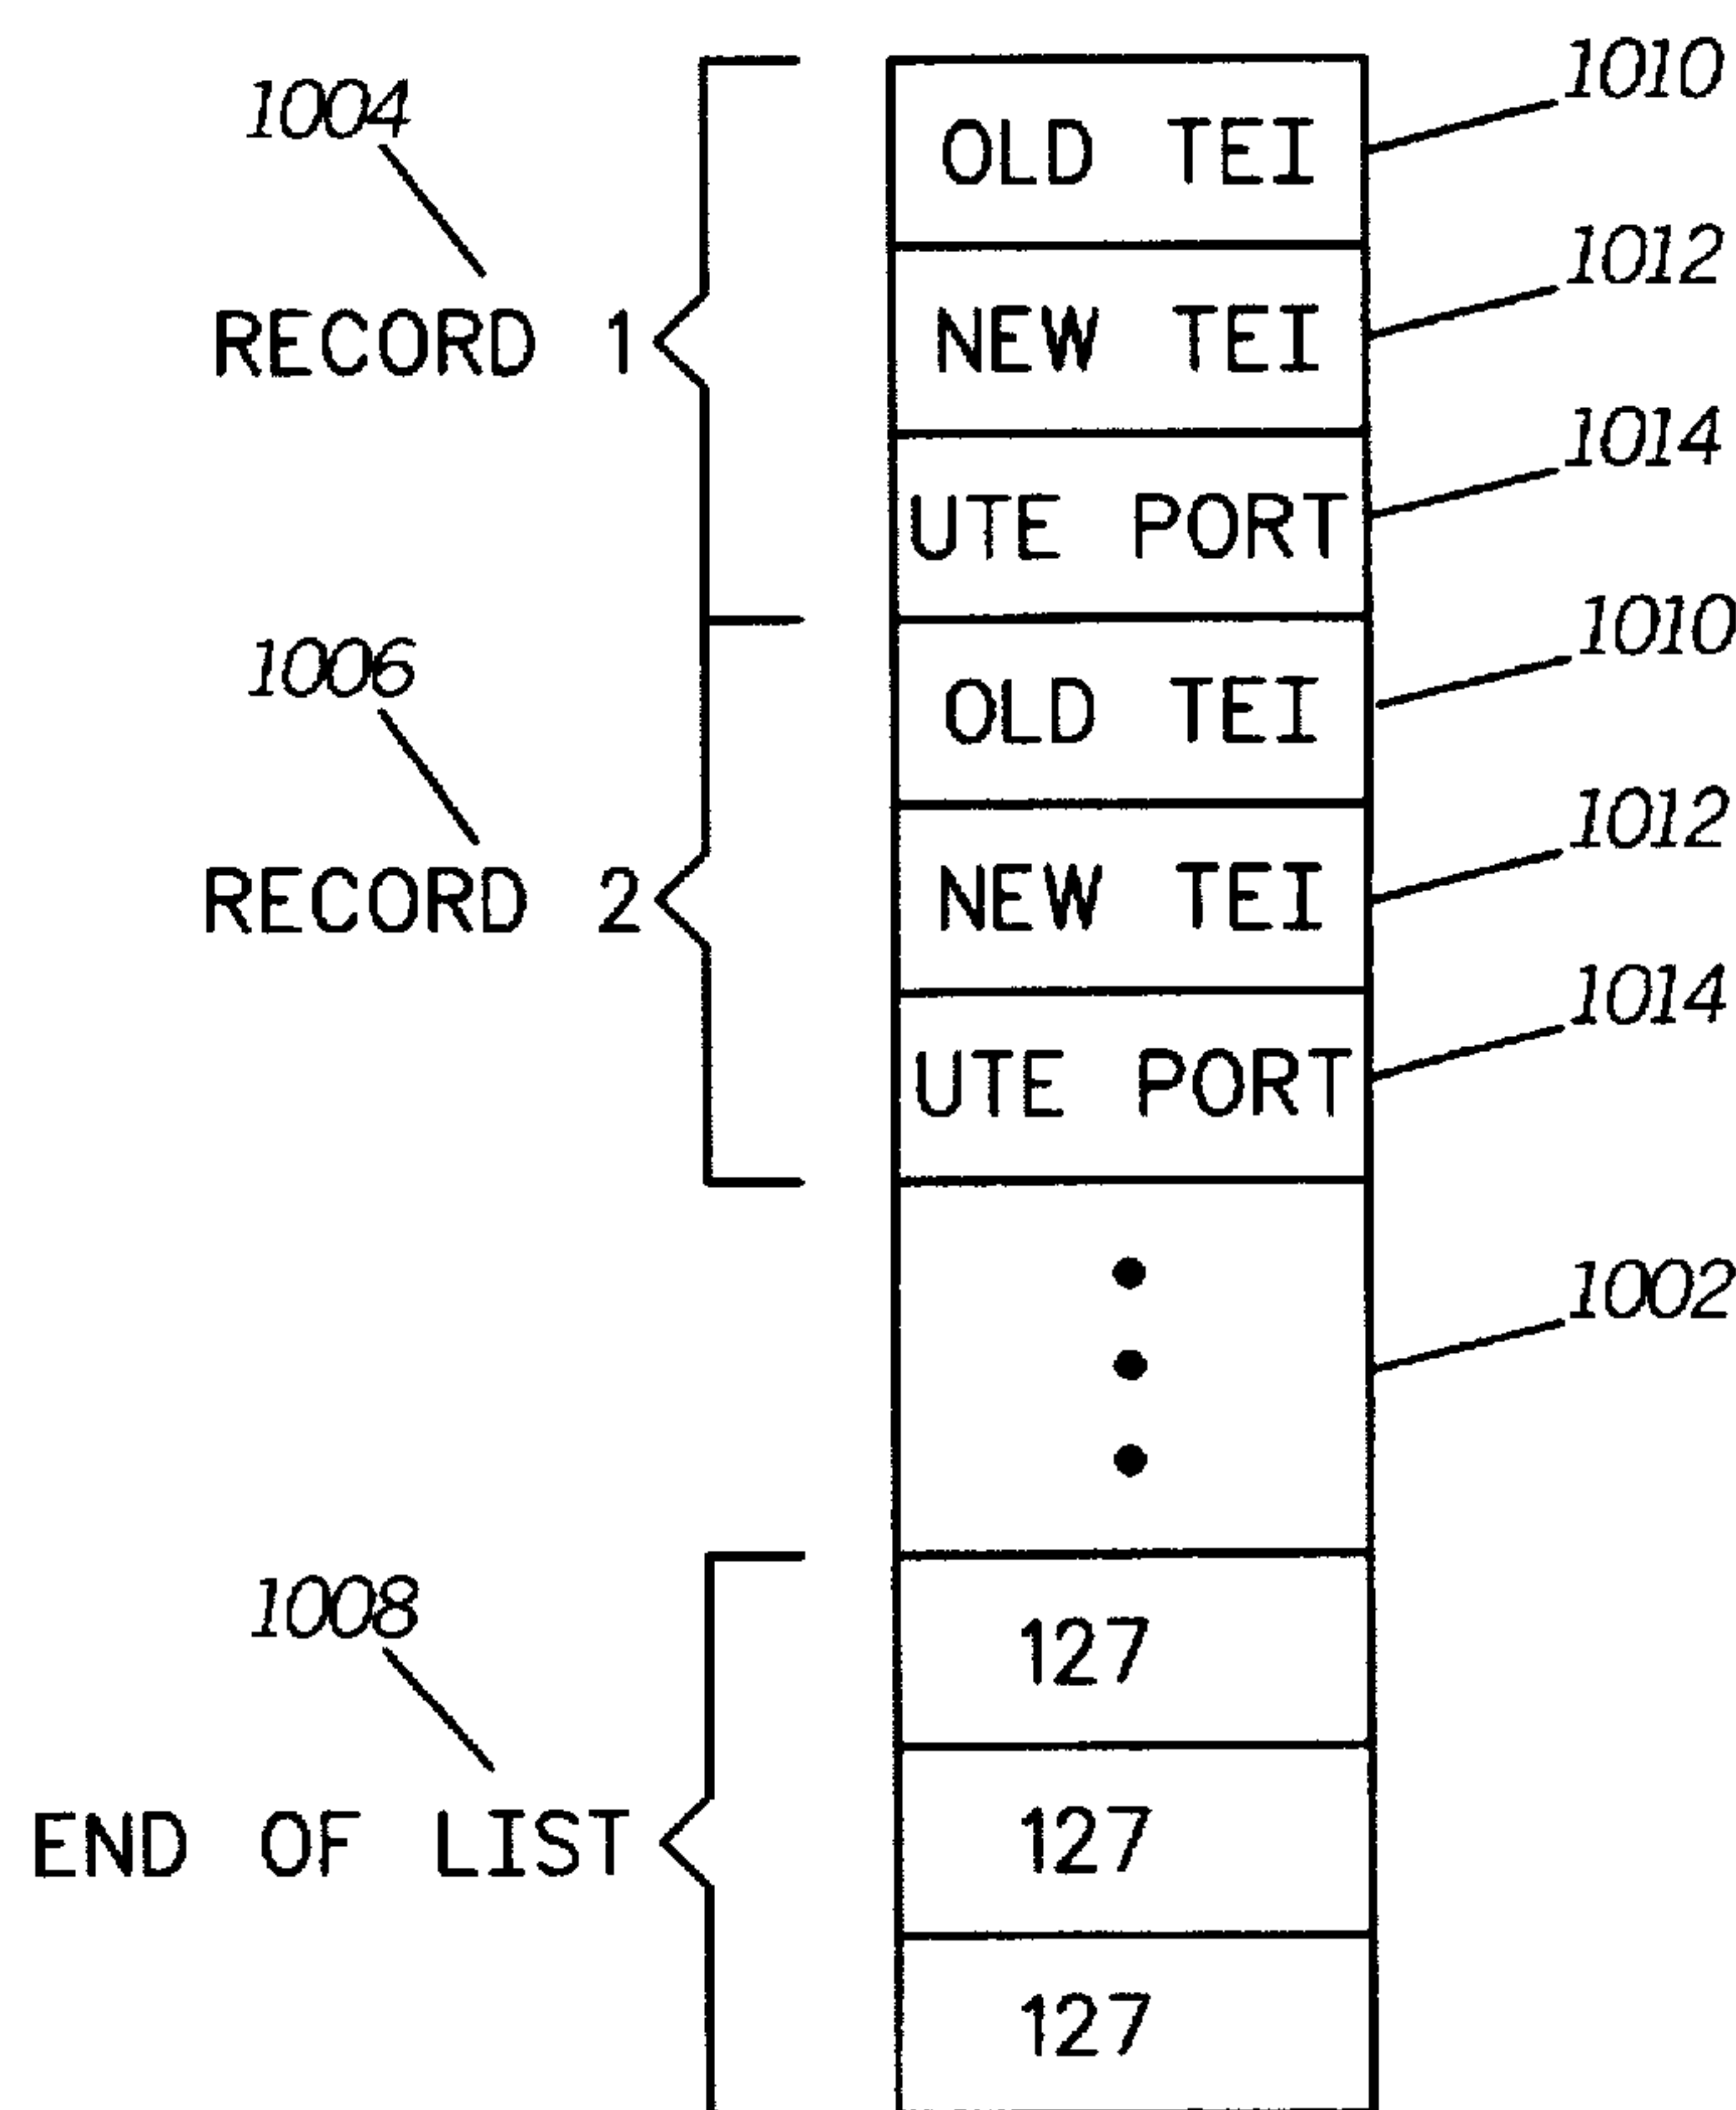 1010
1004
OLD TEI
1012
RECORD 1
NEW TEI
1014
UTE PORT
1010
1006
OLD TEI
1012
RECORD 2
NEW TEI
1014
UTE PORT
1002
1008
127
END OF LIST
127
127